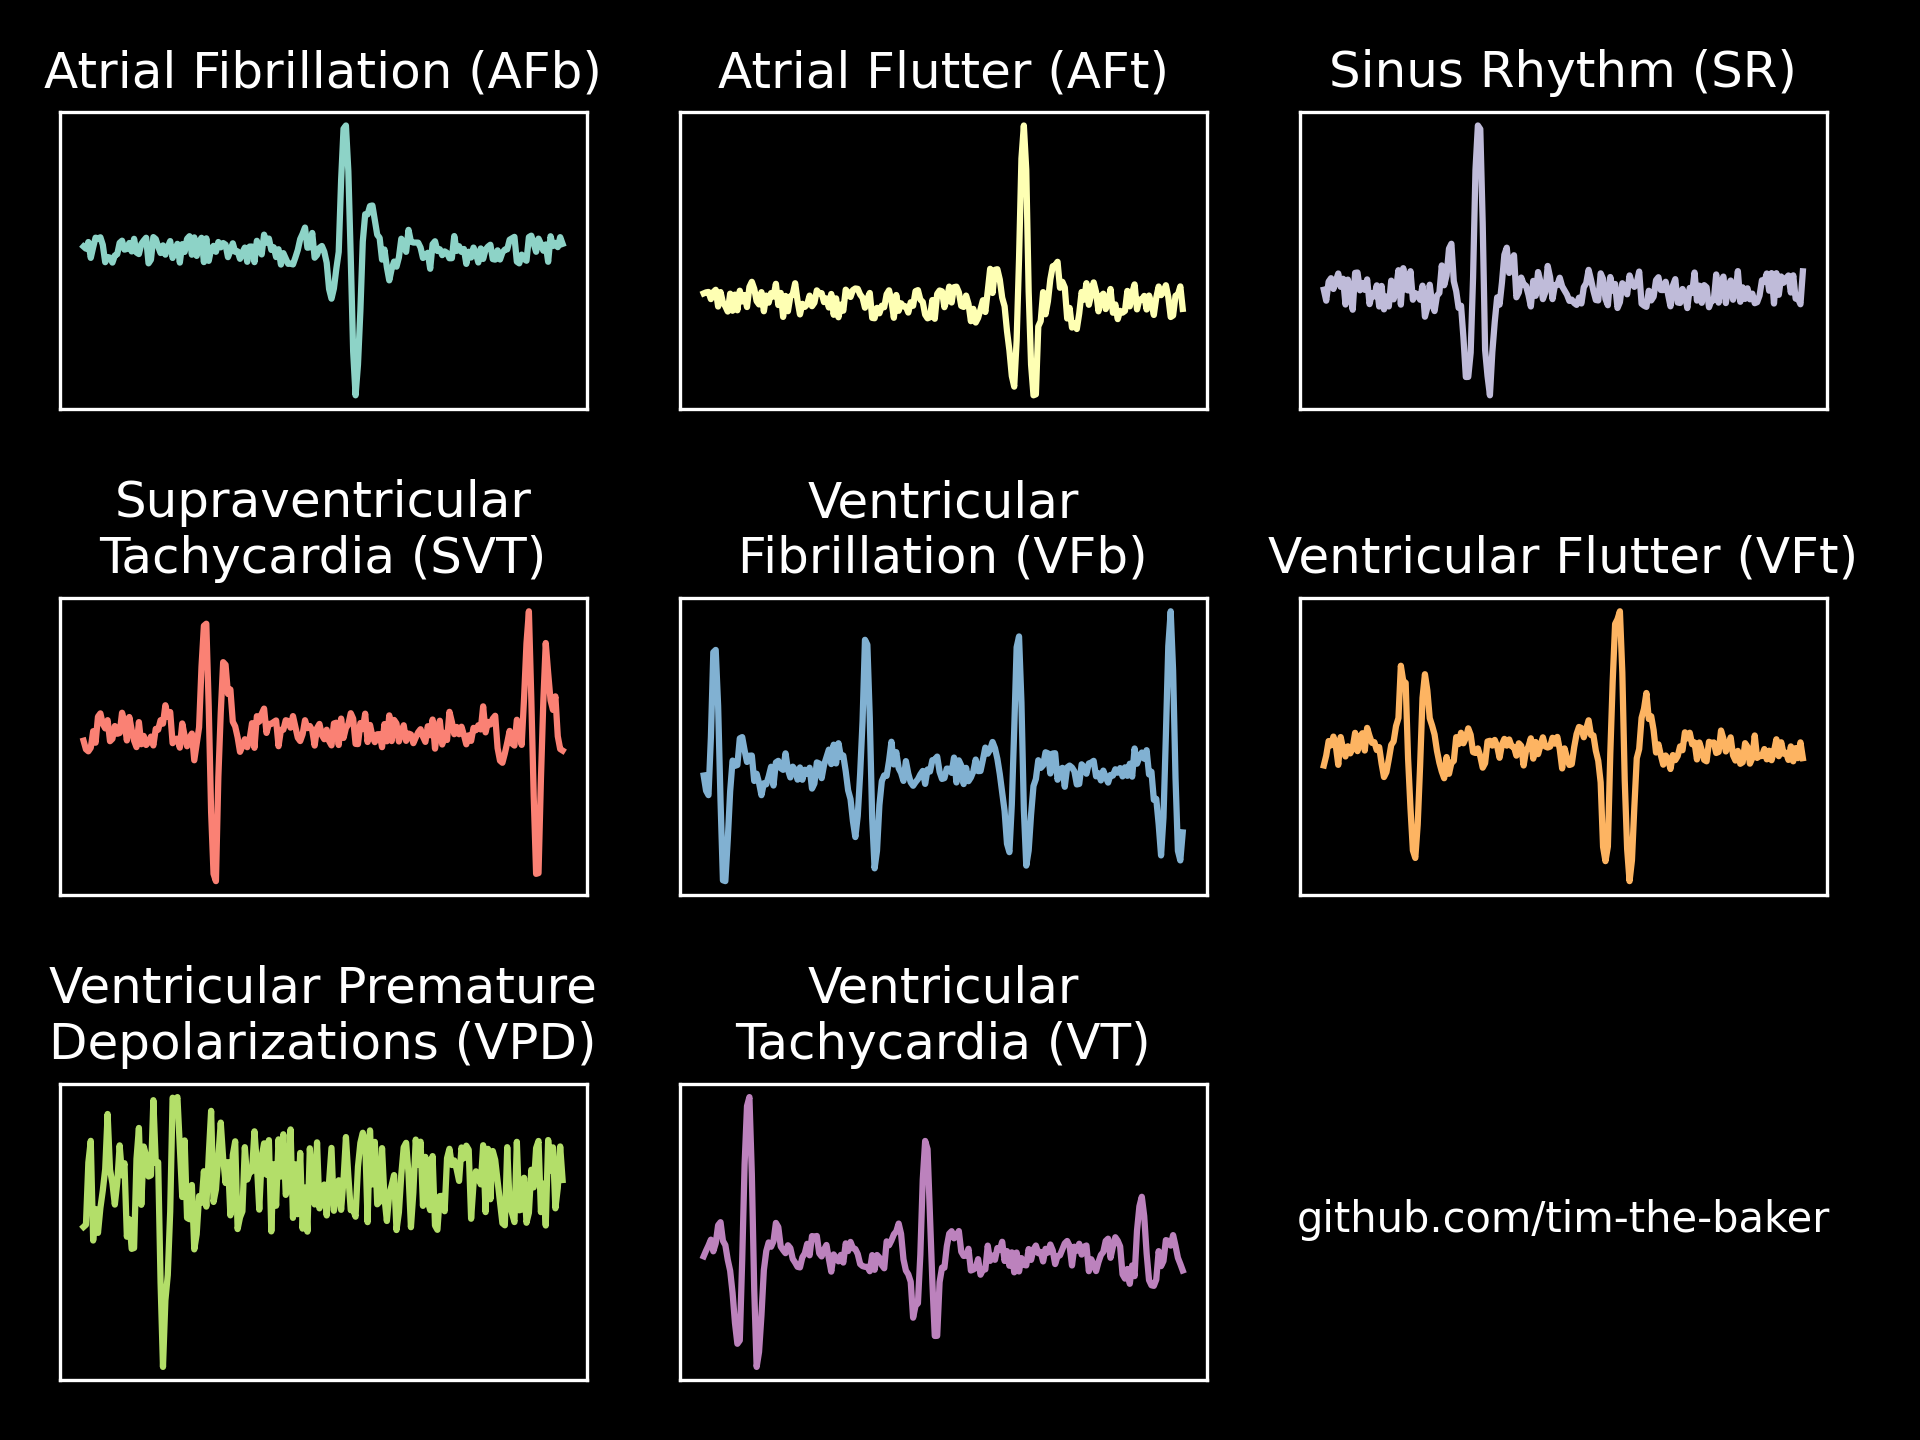 Atrial Fibrillation (AFb)
Atrial Flutter (AFt)
Sinus Rhythm (SR)
Supraventricular
Tachycardia (SVT)
Ventricular
Fibrillation (VFb)
Ventricular Flutter (VFt)
Ventricular Premature
Depolarizations (VPD)
Ventricular
Tachycardia (VT)
github.com/tim-the-baker